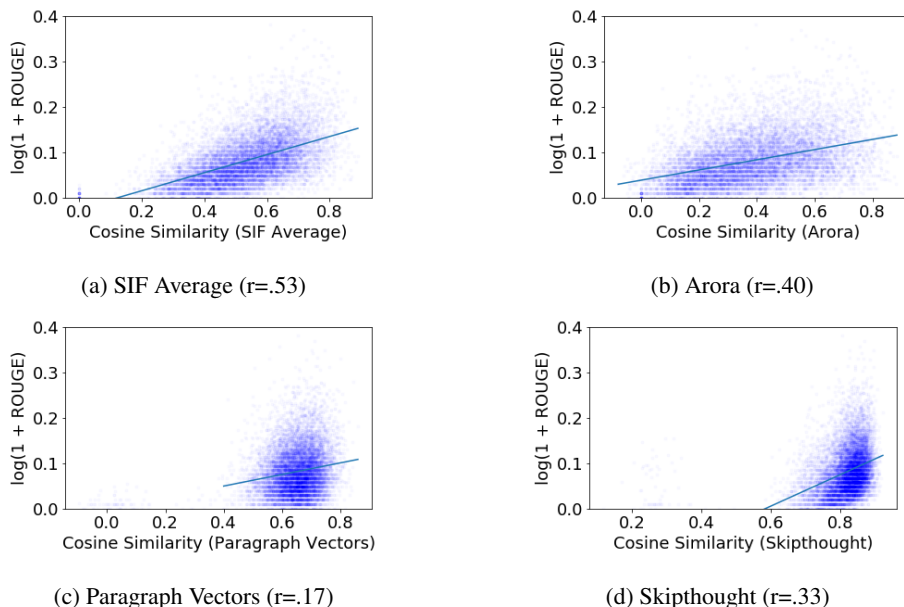 0.4
0.3
0.2
0.1
0.0
log(1 + ROUGE)
0.0 0.2 0.4 0.6 0.8
Cosine Similarity (SIF Average)
(a) SIF Average (r=.53)
0.4
0.3
0.2
0.1
0.0
log(1 + ROUGE)
0.0 0.2 0.4 0.6 0.8
Cosine Similarity (Arora)
(b) Arora (r=.40)
0.4
0.3
0.2
0.1
0.0
log(1 + ROUGE)
0.0 0.2 0.4 0.6 0.8
Cosine Similarity (Paragraph Vectors)
(c) Paragraph Vectors (r=.17)
0.4
0.3
0.2
0.1
0.0
log(1 + ROUGE)
0.2 0.4 0.6 0.8
Cosine Similarity (Skipthought)
(d) Skipthought (r=.33)